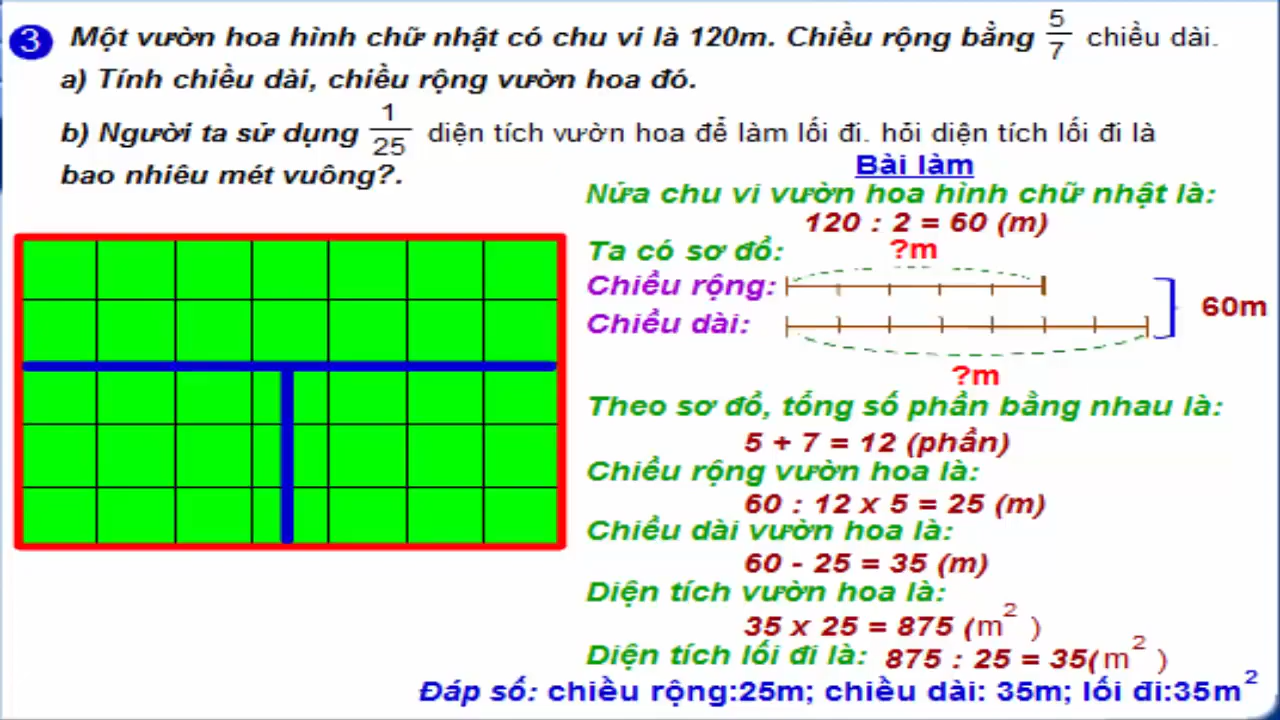 3 Một vườn hoa hình chữ nhật có chu vi là 120m. Chiều rộng bằng 5/7 chiều dài.
a) Tính chiều dài, chiều rộng vườn hoa đó.
b) Người ta sử dụng 1/25 diện tích vườn hoa để làm lối đi. hỏi diện tích lối đi là
bao nhiêu mét vuông?.
Bài làm
Nửa chu vi vườn hoa hình chữ nhật là:
120 : 2 = 60 (m)
Ta có sơ đồ:
?m
Chiều rộng:
60m
Chiều dài:
?m
Theo sơ đồ, tổng số phần bằng nhau là:
5 + 7 = 12 (phần)
Chiều rộng vườn hoa là:
60 : 12 x 5 = 25 (m)
Chiều dài vườn hoa là:
60 - 25 = 35 (m)
Diện tích vườn hoa là:
35 x 25 = 875 (m² )
Diện tích lối đi là: 875 : 25 = 35(m² )
Đáp số: chiều rộng:25m; chiều dài: 35m; lối đi:35m²